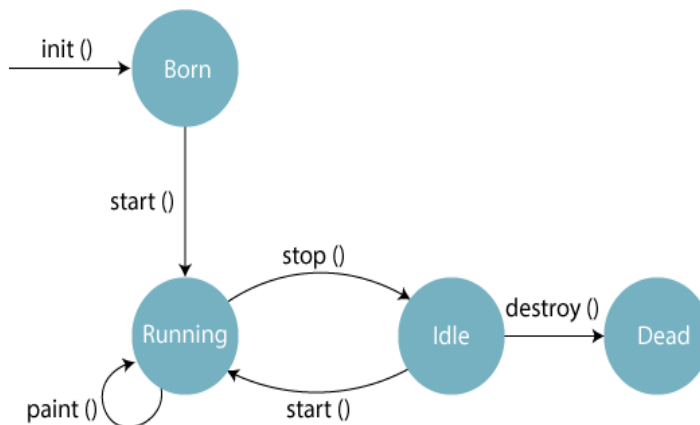 init ()
Born
start ()
stop ()
Running
Idle
destroy ()
Dead
paint ()
start ()